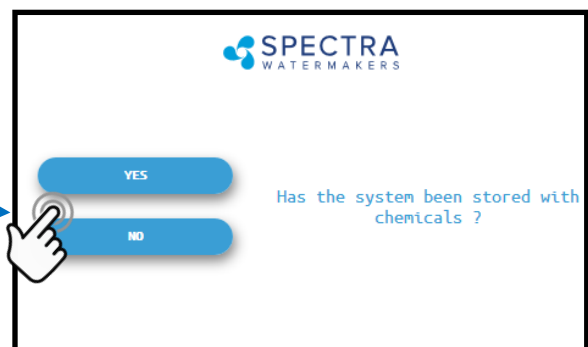 SPECTRA
WATERMAKERS
YES
Has the system been stored with
chemicals ?
NO